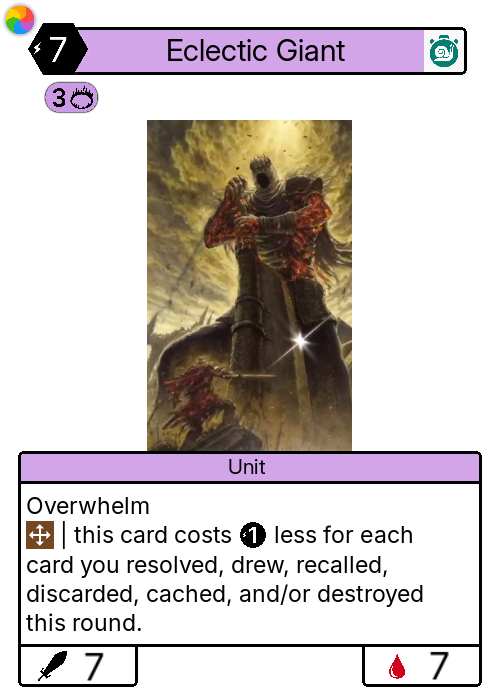 7
Eclectic Giant
3
Unit
Overwhelm
| this card costs 1 less for each
card you resolved, drew, recalled,
discarded, cached, and/or destroyed
this round.
7
7